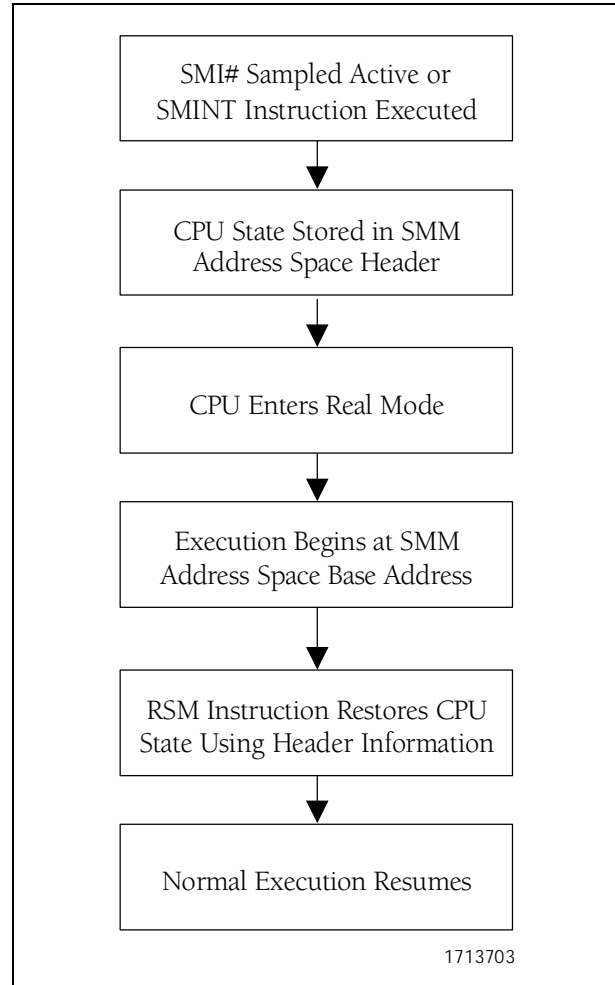 SMI# Sampled Active or
SMINT Instruction Executed
CPU State Stored in SMM
Address Space Header
CPU Enters Real Mode
Execution Begins at SMM
Address Space Base Address
RSM Instruction Restores CPU
State Using Header Information
Normal Execution Resumes
1713703